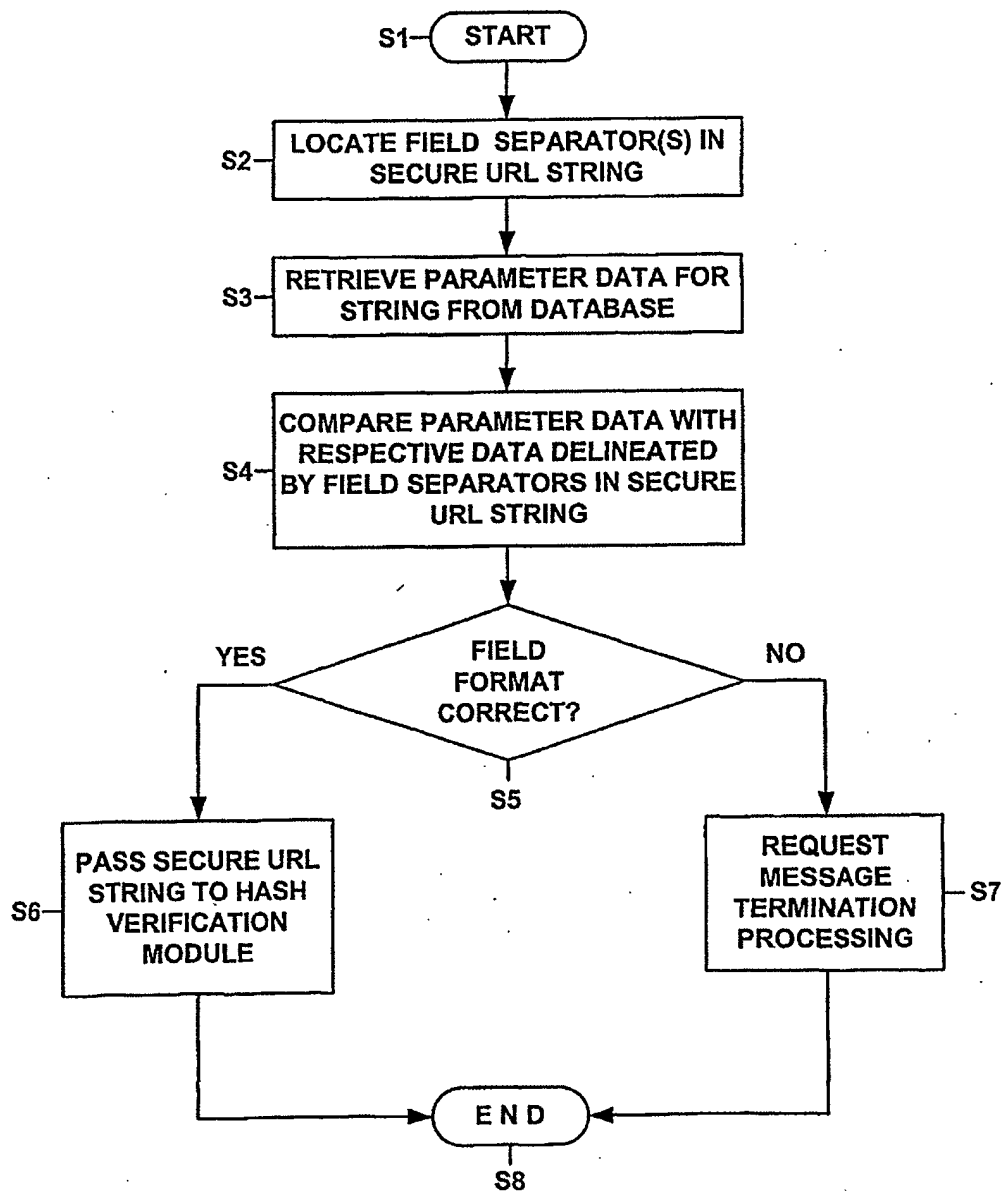 S1
START
S2
LOCATE FIELD SEPARATOR(S) IN
SECURE URL STRING
S3
RETRIEVE PARAMETER DATA FOR
STRING FROM DATABASE
S4
COMPARE PARAMETER DATA WITH
RESPECTIVE DATA DELINEATED
BY FIELD SEPARATORS IN SECURE
URL STRING
YES
FIELD
FORMAT
CORRECT?
NO
S5
S6
PASS SECURE URL
STRING TO HASH
VERIFICATION
MODULE
REQUEST
MESSAGE
TERMINATION
PROCESSING
S7
E N D
S8